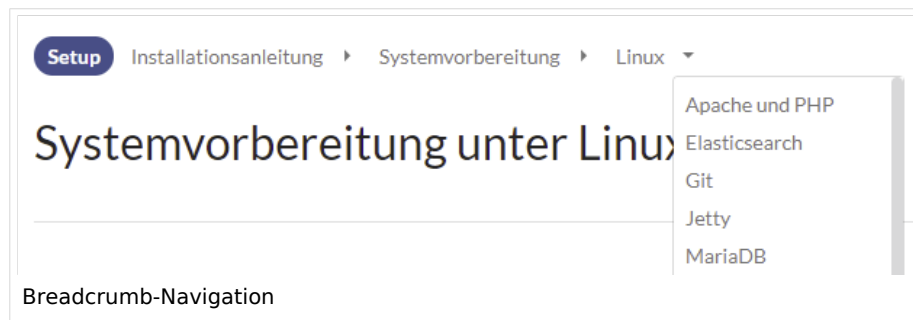 Setup Installationsanleitung Systemvorbereitung Linux
Systemvorbereitung unter Linux
Apache und PHP
Elasticsearch
Git
Jetty
MariaDB
Breadcrumb-Navigation